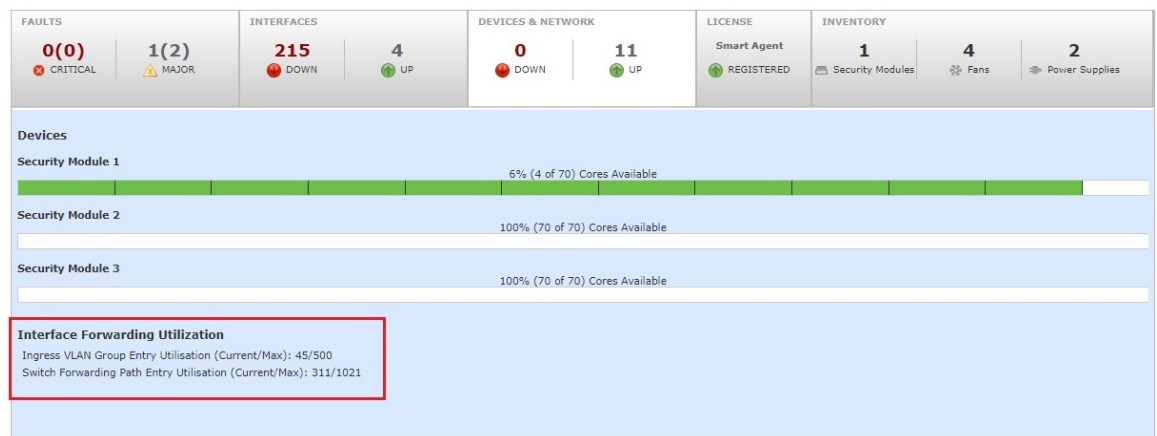 FAULTS
0(0)
CRITICAL
1(2)
MAJOR
INTERFACES
215
DOWN
4
UP
DEVICES & NETWORK
0
DOWN
11
UP
LICENSE
Smart Agent
REGISTERED
INVENTORY
1
Security Modules
4
Fans
2
Power Supplies
Devices
Security Module 1
6% (4 of 70) Cores Available
Security Module 2
100% (70 of 70) Cores Available
Security Module 3
100% (70 of 70) Cores Available
Interface Forwarding Utilization
Ingress VLAN Group Entry Utilisation (Current/Max): 45/500
Switch Forwarding Path Entry Utilisation (Current/Max): 311/1021